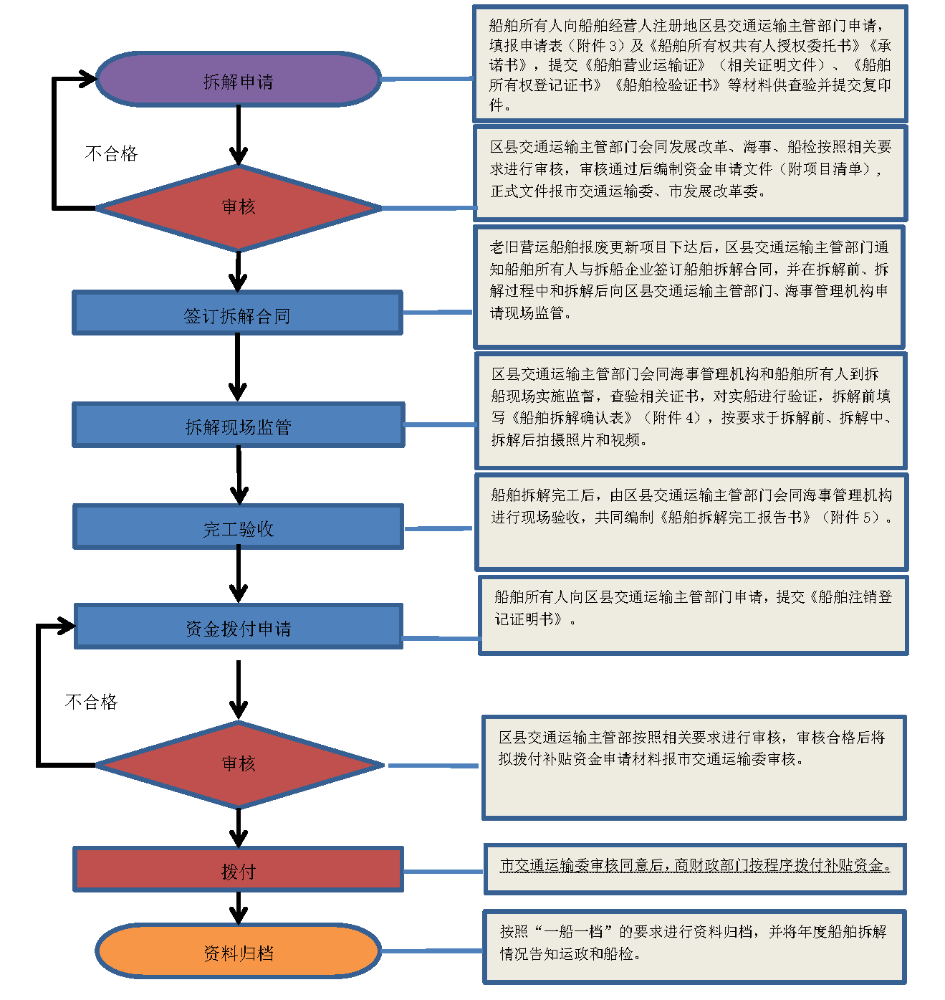 拆解申请
船舶所有人向船舶经营人注册地区县交通运输主管部门申请，
填报申请表（附件3）及《船舶所有权共有人授权委托书》《承
诺书》，提交《船舶营业运输证》（相关证明文件）、《船舶
所有权登记证书》《船舶检验证书》等材料供查验并提交复印
件。
不合格
审核
区县交通运输主管部门会同发展改革、海事、船检按照相关要
求进行审核，审核通过后编制资金申请文件（附项目清单），
正式文件报市交通运输委、市发展改革委。
签订拆解合同
老旧营运船舶报废更新项目下达后，区县交通运输主管部门通
知船舶所有人与拆船企业签订船舶拆解合同，并在拆解前、拆
解过程中和拆解后向区县交通运输主管部门、海事管理机构申
请现场监管。
拆解现场监管
区县交通运输主管部门会同海事管理机构和船舶所有人到拆
船现场实施监督，查验相关证书，对实船进行验证，拆解前填
写《船舶拆解确认表》（附件4），按要求于拆解前、拆解中、
拆解后拍摄照片和视频。
完工验收
船舶拆解完工后，由区县交通运输主管部门会同海事管理机构
进行现场验收，共同编制《船舶拆解完工报告书》（附件5）。
资金拨付申请
船舶所有人向区县交通运输主管部门申请，提交《船舶注销登
记证明书》。
不合格
审核
区县交通运输主管部按照相关要求进行审核，审核合格后将
拟拨付补贴资金申请材料报市交通运输委审核。
拨付
市交通运输委审核同意后，商财政部门按程序拨付补贴资金。
资料归档
按照“一船一档”的要求进行资料归档，并将年度船舶拆解
情况告知运政和船检。